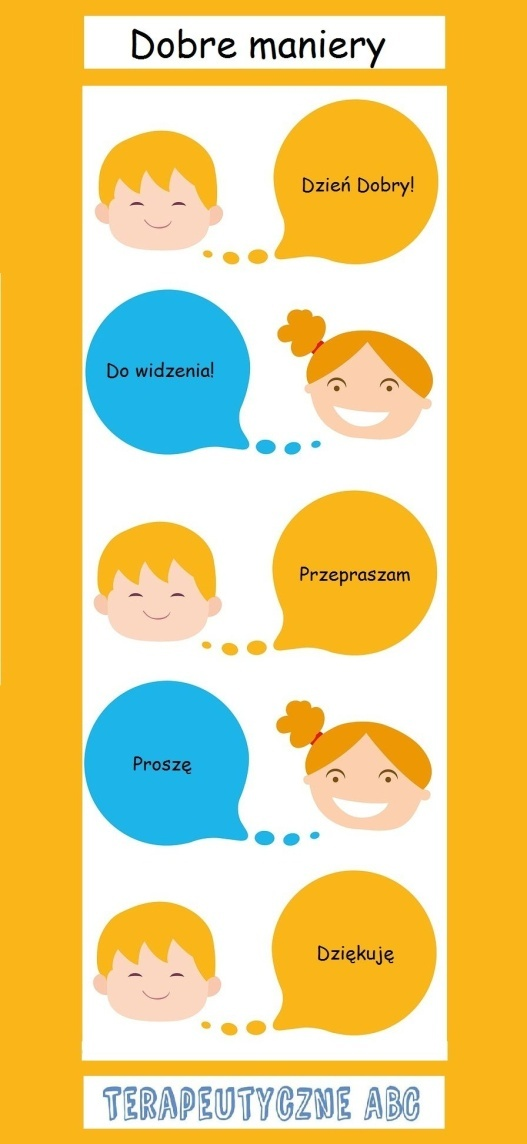 Dobre maniery
Dzień Dobry!
Do widzenia!
Przepraszam
Proszę
Dziękuję
TERAPEUTYCZNE ABC